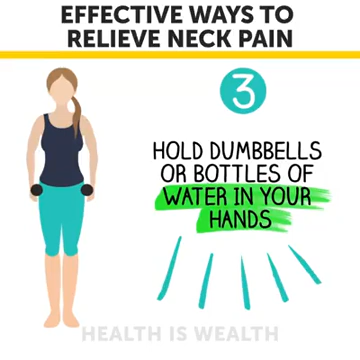 EFFECTIVE WAYS TO
RELIEVE NECK PAIN
3
HOLD DUMBBELLS
OR BOTTLES OF
WATER IN YOUR
HANDS
HEALTH IS WEALTH